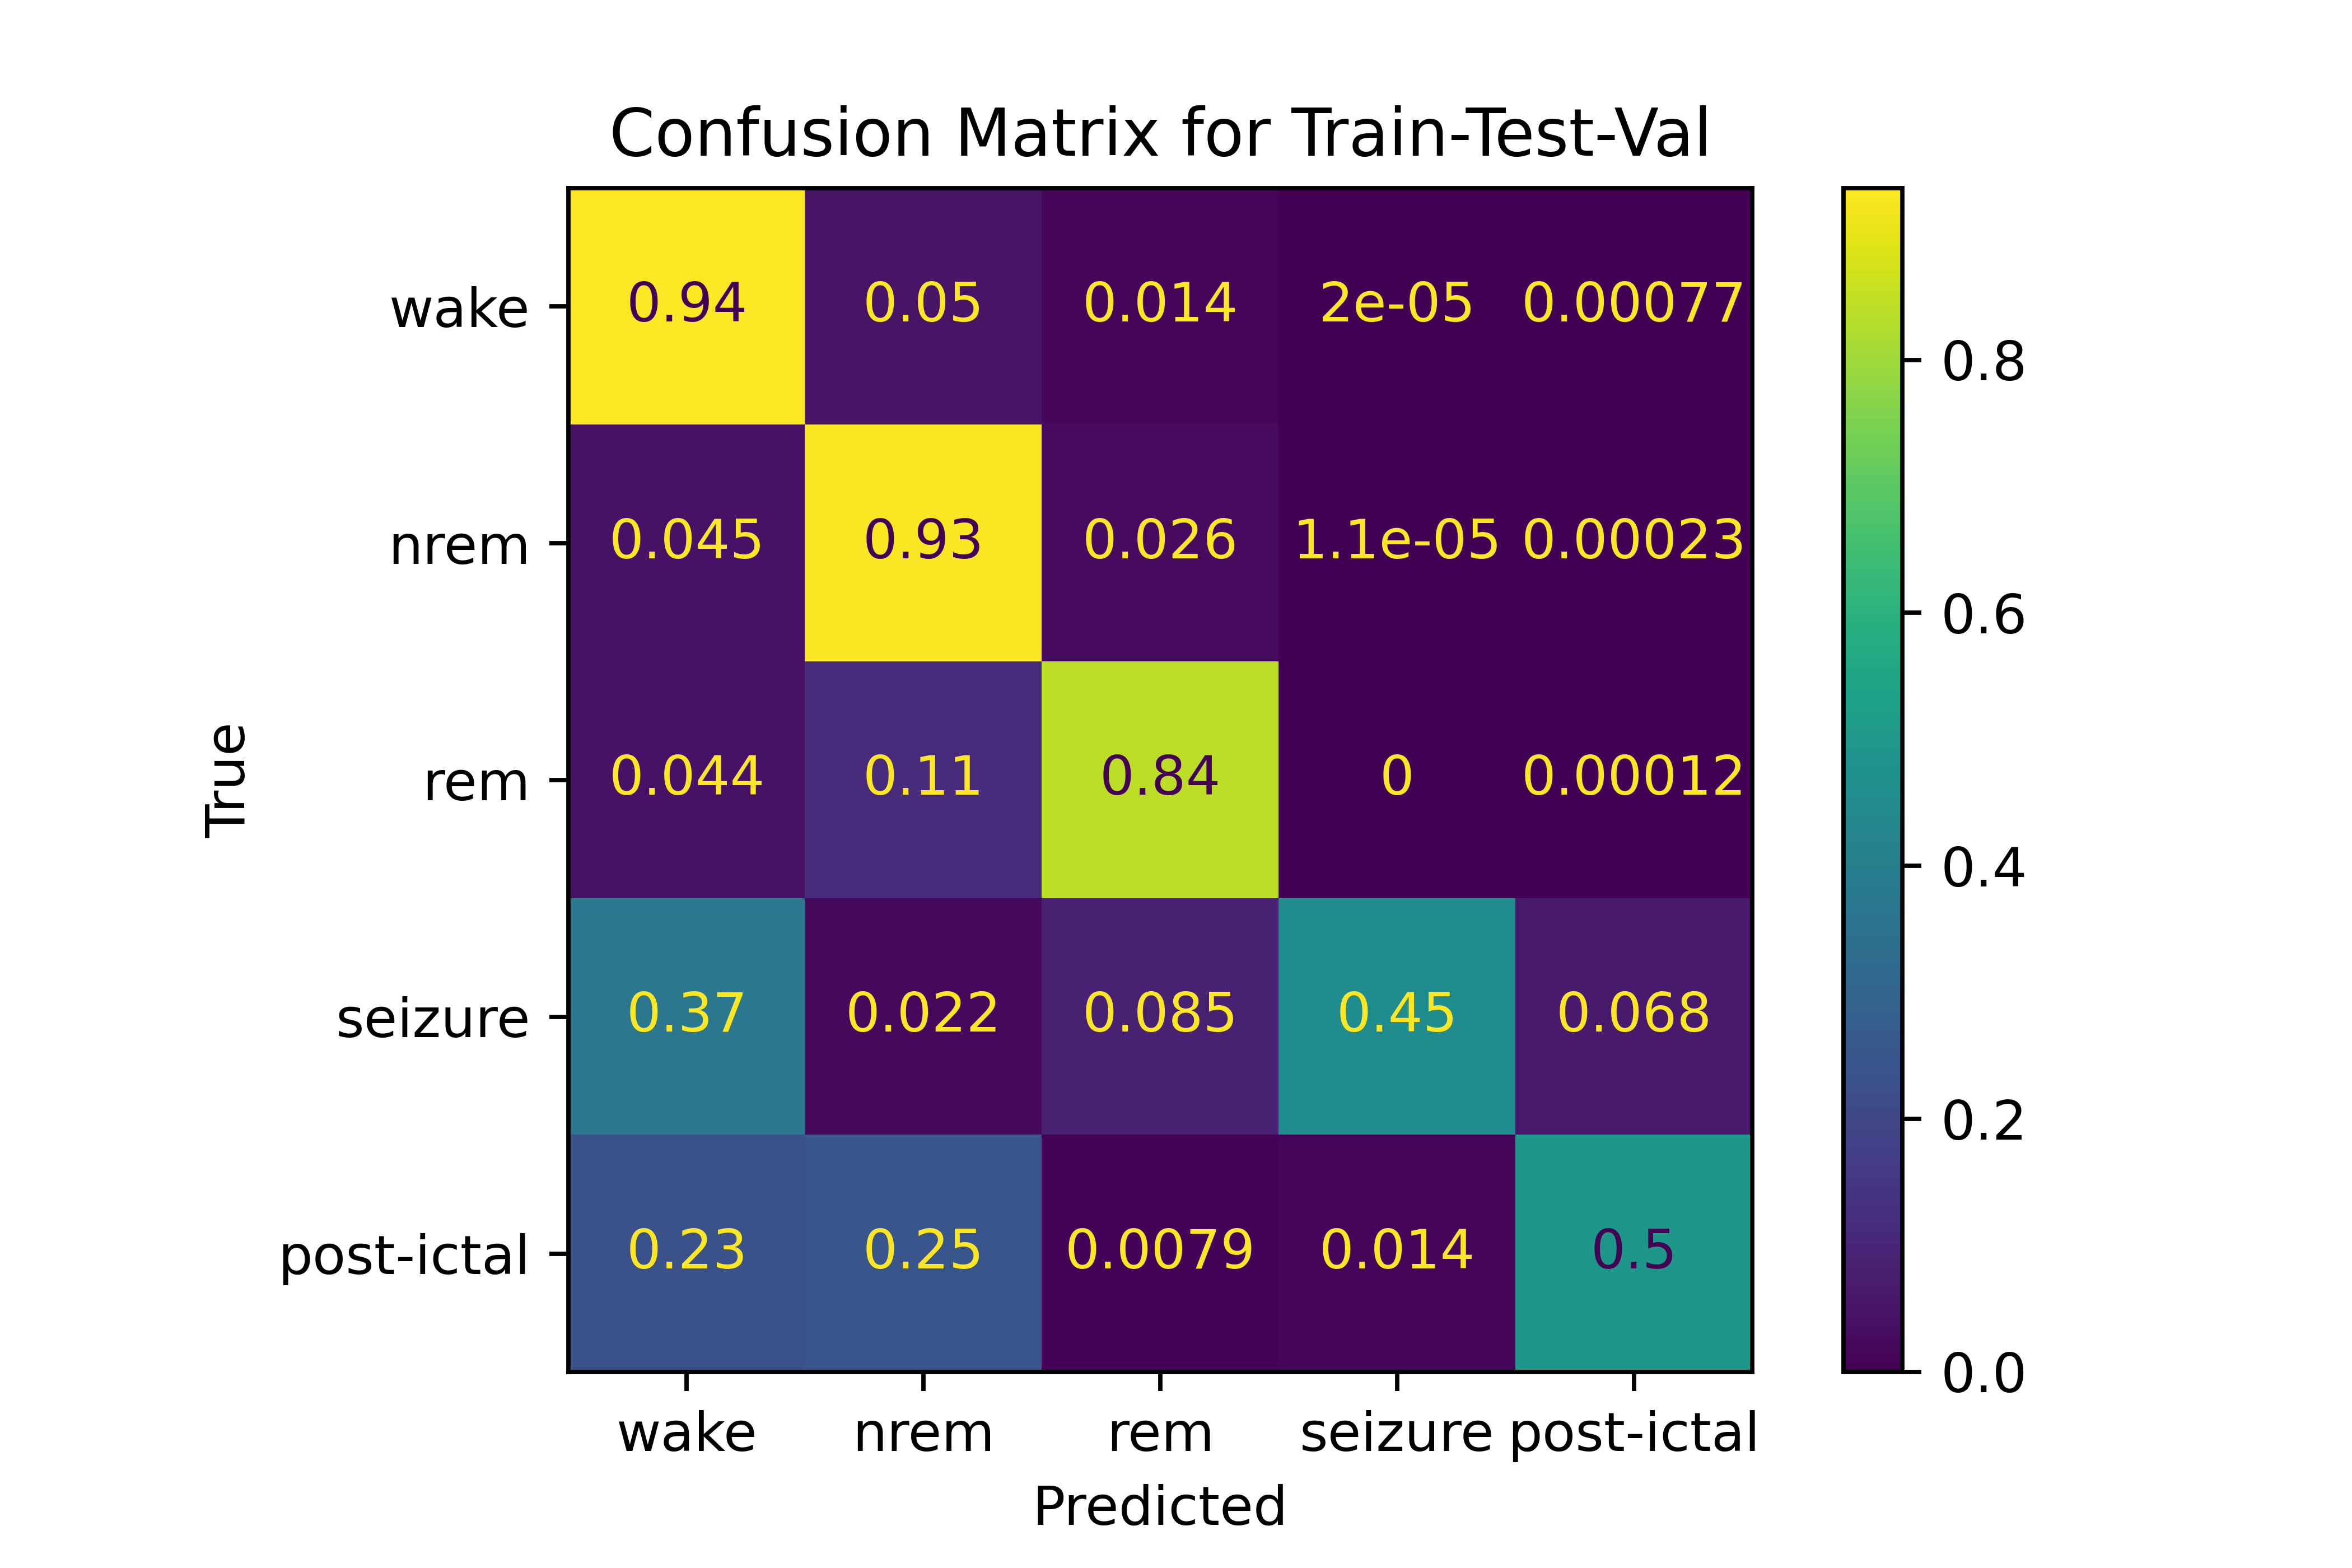 Confusion Matrix for Train-Test-Val
wake 0.94 0.05 0.014 2e-05 0.00077
nrem 0.045 0.93 0.026 1.1e-05 0.00023
rem 0.044 0.11 0.84 0 0.00012
seizure 0.37 0.022 0.085 0.45 0.068
post-ictal 0.23 0.25 0.0079 0.014 0.5
True
wake nrem rem seizure post-ictal
Predicted
0.8
0.6
0.4
0.2
0.0